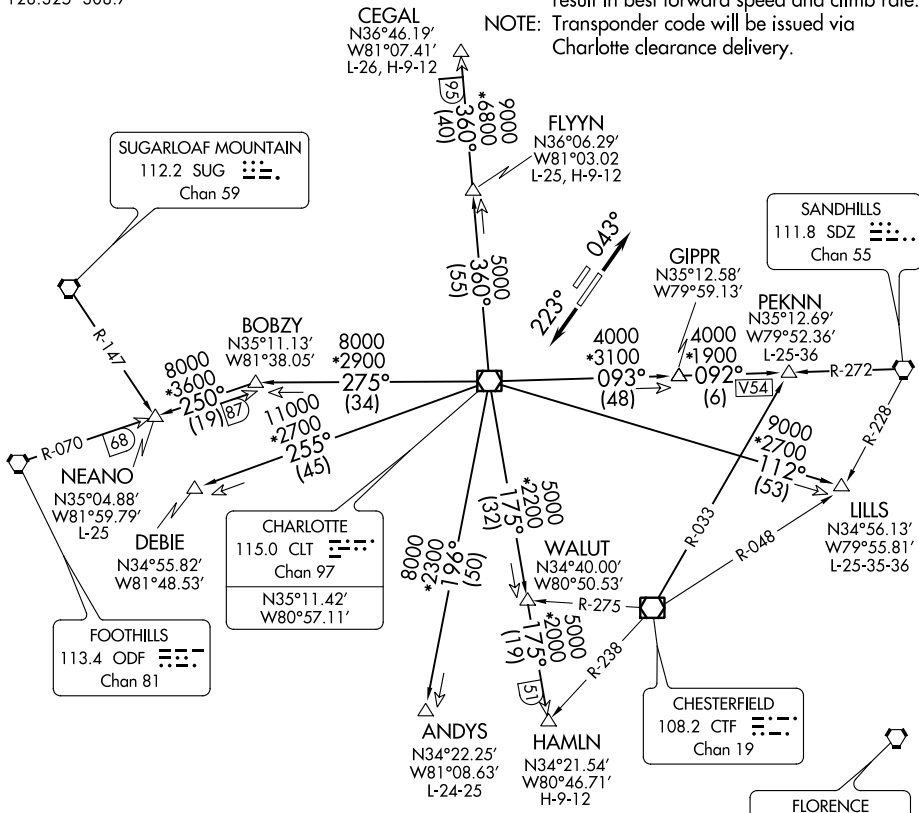 result in best forward speed and climb rate.
NOTE: Transponder code will be issued via
Charlotte clearance delivery.
CEGAL
N36°46.19′
W81°07.41′
L-26, H-9-12
95
9000
*6800
360°
(40)
FLYYN
N36°06.29′
W81°03.02
L-25, H-9-12
SUGARLOAF MOUNTAIN
112.2 SUG
Chan 59
SANDHILLS
111.8 SDZ
Chan 55
5000
360°
(55)
043°
223°
GIPPR
N35°12.58′
W79°59.13′
PEKNN
N35°12.69′
W79°52.36′
L-25-36
BOBZY
N35°11.13′
W81°38.05′
R-147
8000
*3600
250°
(19)
87
8000
*2900
275°
(34)
4000
*3100
093°
(48)
4000
*1900
092°
(6)
V54
R-272
R-228
R-070
68
NEANO
N35°04.88′
W81°59.79′
L-25
11000
*2700
255°
(45)
9000
*2700
112°
(53)
DEBIE
N34°55.82′
W81°48.53′
LILLS
N34°56.13′
W79°55.81′
L-25-35-36
CHARLOTTE
115.0 CLT
Chan 97
N35°11.42′
W80°57.11′
5000
*2200
175°
(32)
8000
*2300
196°
(50)
WALUT
N34°40.00′
W80°50.53′
R-033
R-048
R-275
R-238
5000
*2000
175°
(19)
51
FOOTHILLS
113.4 ODF
Chan 81
CHESTERFIELD
108.2 CTF
Chan 19
ANDYS
N34°22.25′
W81°08.63′
L-24-25
HAMLN
N34°21.54′
W80°46.71′
H-9-12
FLORENCE